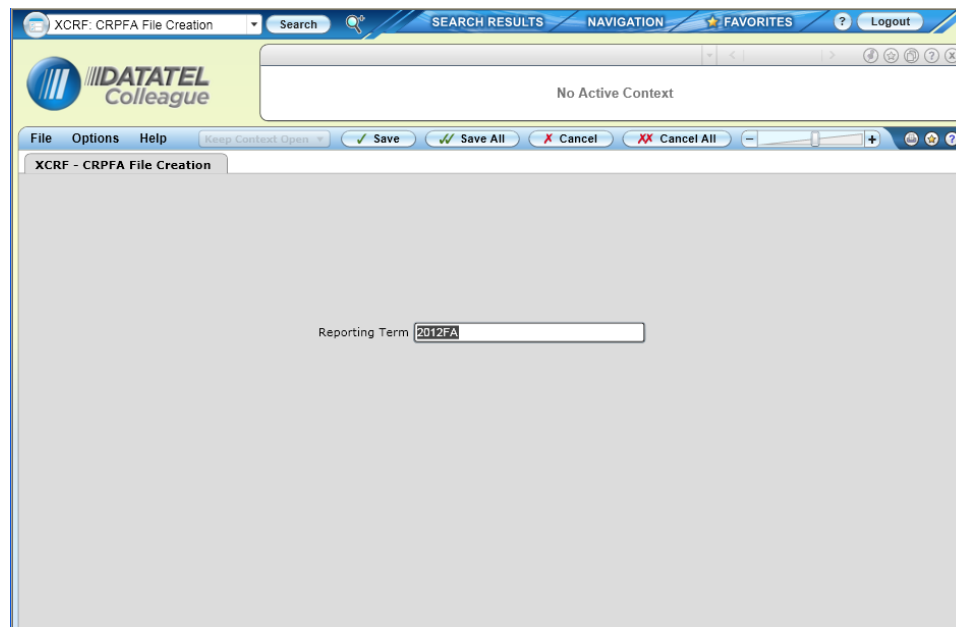 XCRF: CRPFA File Creation Search SEARCH RESULTS NAVIGATION FAVORITES ? Logout
DATATEL
Colleague
No Active Context
File Options Help Keep Context Open Save Save All Cancel Cancel All
XCRF - CRPFA File Creation
Reporting Term 2012FA